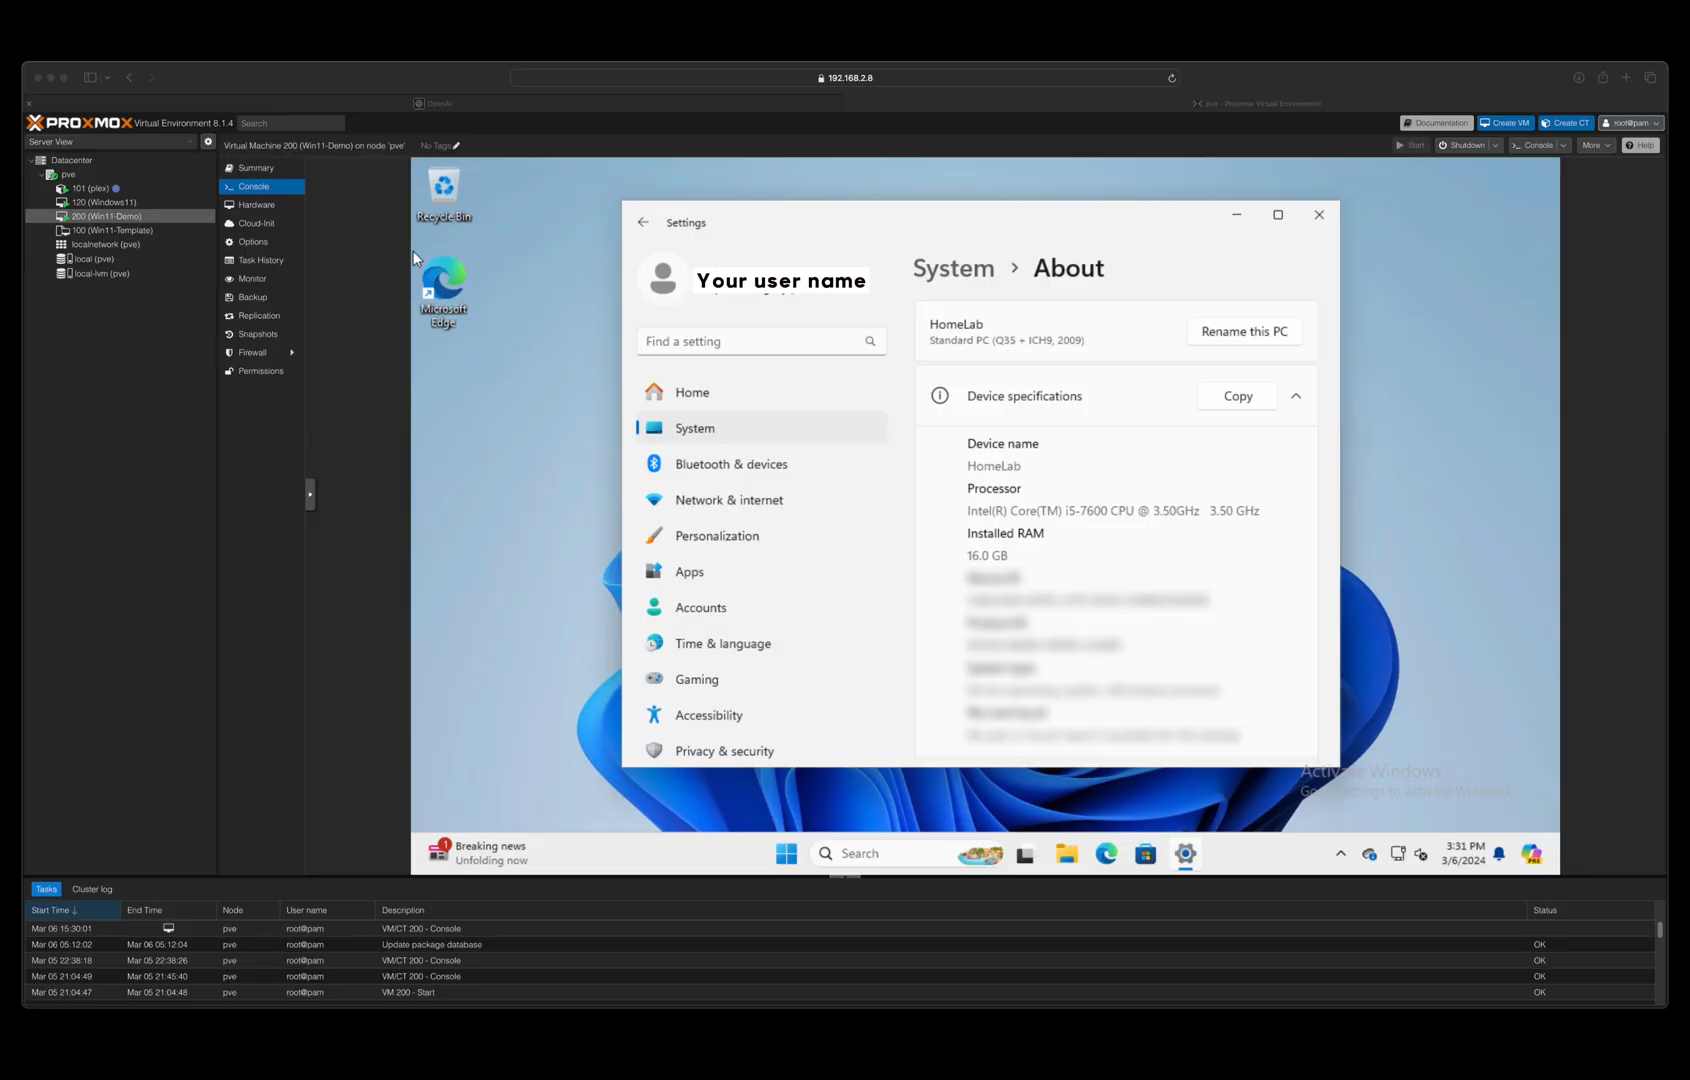 192.168.2.8
OpenAI
pve - Proxmox Virtual Environment
PROXMOX Virtual Environment 8.1.4 Search
Documentation Create VM Create CT root@pam
Server View
Virtual Machine 200 (Win11-Demo) on node 'pve' No Tags
Start Shutdown Console More Help
Datacenter
pve
101 (plex)
120 (Windows11)
200 (Win11-Demo)
100 (Win11-Template)
localnetwork (pve)
local (pve)
local-lvm (pve)
Summary
Console
Hardware
Cloud-Init
Options
Task History
Monitor
Backup
Replication
Snapshots
Firewall
Permissions
Recycle Bin
Microsoft
Edge
Settings
Your user name
Find a setting
Home
System
Bluetooth & devices
Network & internet
Personalization
Apps
Accounts
Time & language
Gaming
Accessibility
Privacy & security
System > About
HomeLab
Standard PC (Q35 + ICH9, 2009)
Rename this PC
Device specifications
Copy
Device name
HomeLab
Processor
Intel(R) Core(TM) i5-7600 CPU @ 3.50GHz 3.50 GHz
Installed RAM
16.0 GB
Activate Windows
Go to Settings to activate Windows.
1
Breaking news
Unfolding now
Search
3:31 PM
3/6/2024
PRE
Tasks Cluster log
Start Time End Time Node User name Description Status
Mar 06 15:30:01 pve root@pam VM/CT 200 - Console
Mar 06 05:12:02 Mar 06 05:12:04 pve root@pam Update package database OK
Mar 05 22:38:18 Mar 05 22:38:26 pve root@pam VM/CT 200 - Console OK
Mar 05 21:04:49 Mar 05 21:45:40 pve root@pam VM/CT 200 - Console OK
Mar 05 21:04:47 Mar 05 21:04:48 pve root@pam VM 200 - Start OK